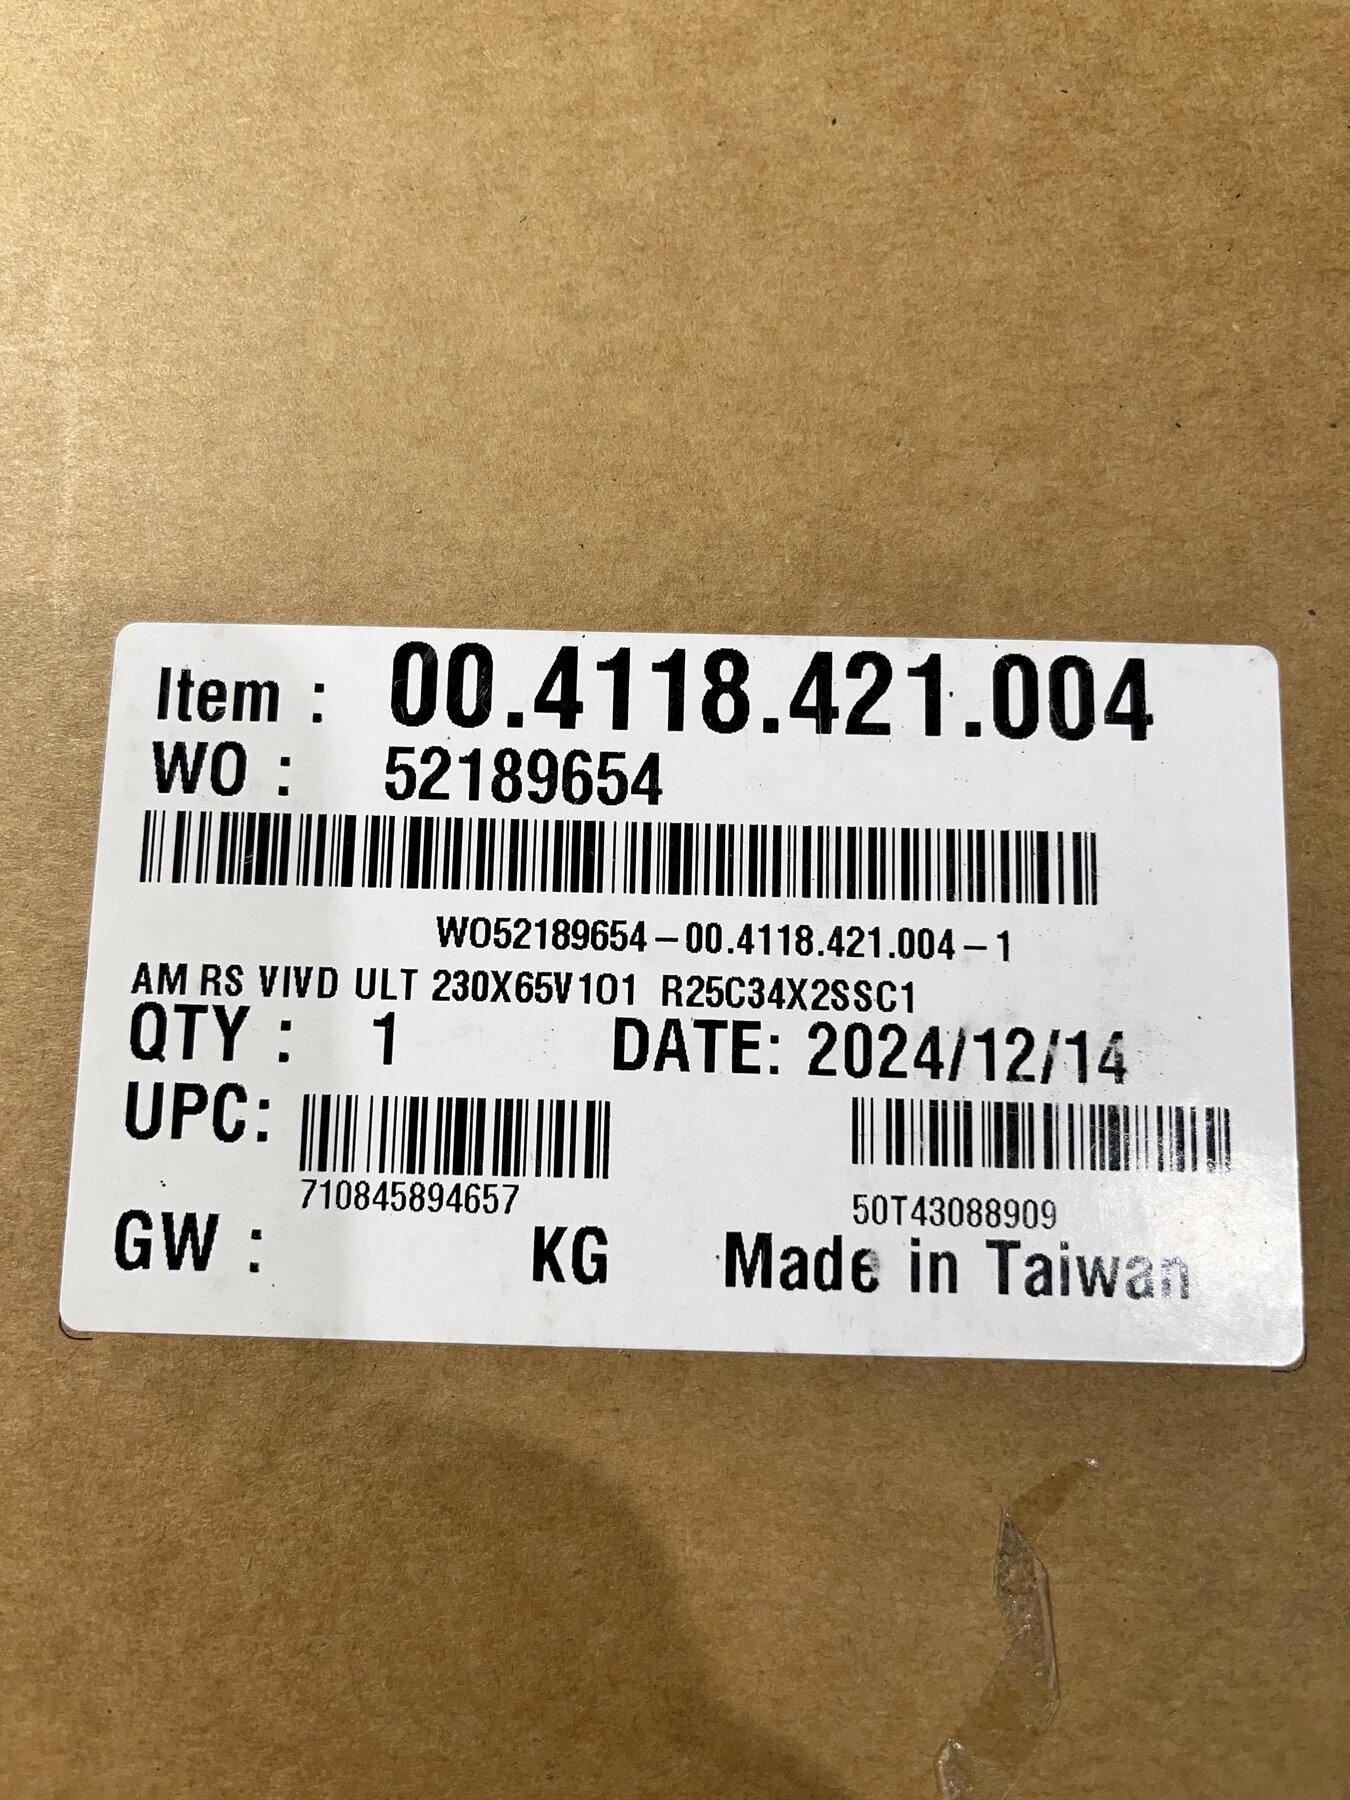 Item : 00.4118.421.004
WO : 52189654
WO52189654-00.4118.421.004-1
AM RS VIVD ULT 230X65V101 R25C34X2SSC1
QTY : 1 DATE: 2024/12/14
UPC:
710845894657 50T43088909
GW : KG Made in Taiwan